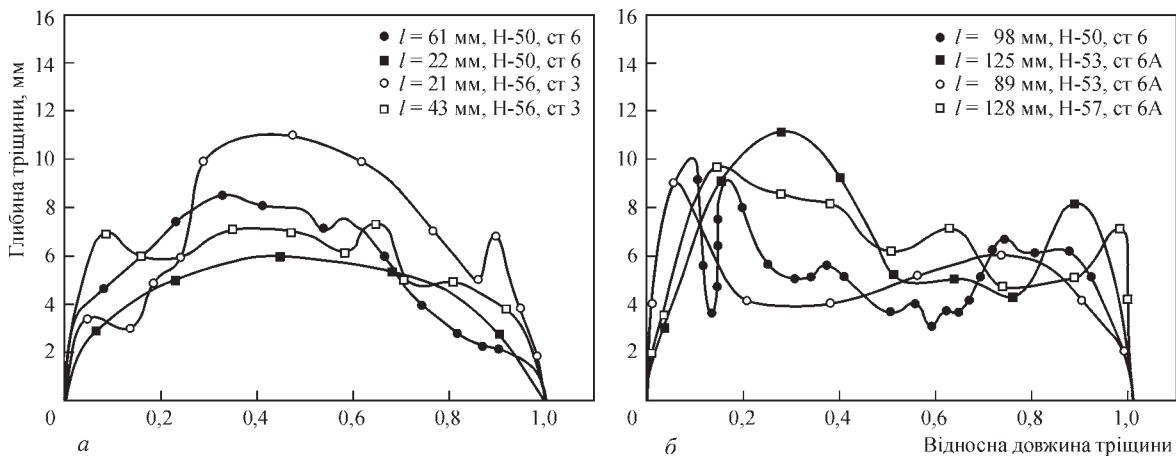 16
14
12
10
8
6
4
2
0
0,2
0,4
0,6
0,8
1,0
Глибина тріщини, мм
l = 61 мм, Н-50, ст 6
l = 22 мм, Н-50, ст 6
l = 21 мм, Н-56, ст 3
l = 43 мм, Н-56, ст 3
а
16
14
12
10
8
6
4
2
0
0,2
0,4
0,6
0,8
1,0
l = 98 мм, Н-50, ст 6
l = 125 мм, Н-53, ст 6А
l = 89 мм, Н-53, ст 6А
l = 128 мм, Н-57, ст 6А
б
Відносна довжина тріщини